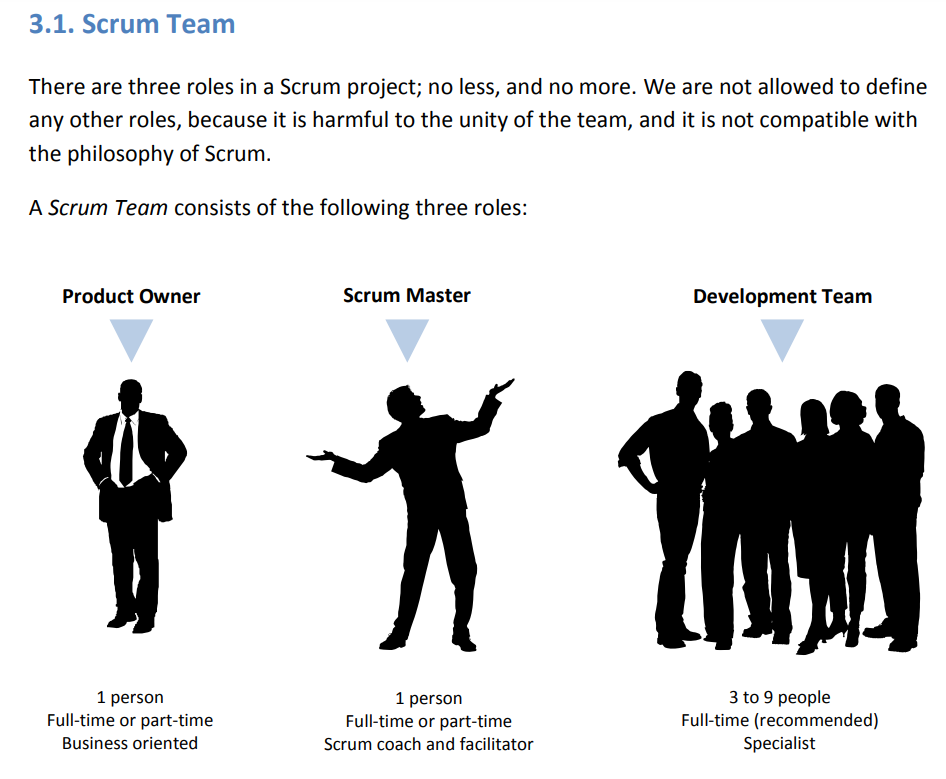 3.1. Scrum Team
There are three roles in a Scrum project; no less, and no more. We are not allowed to define
any other roles, because it is harmful to the unity of the team, and it is not compatible with
the philosophy of Scrum.
A Scrum Team consists of the following three roles:
Product Owner
Scrum Master
Development Team
1 person
Full-time or part-time
Business oriented
1 person
Full-time or part-time
Scrum coach and facilitator
3 to 9 people
Full-time (recommended)
Specialist